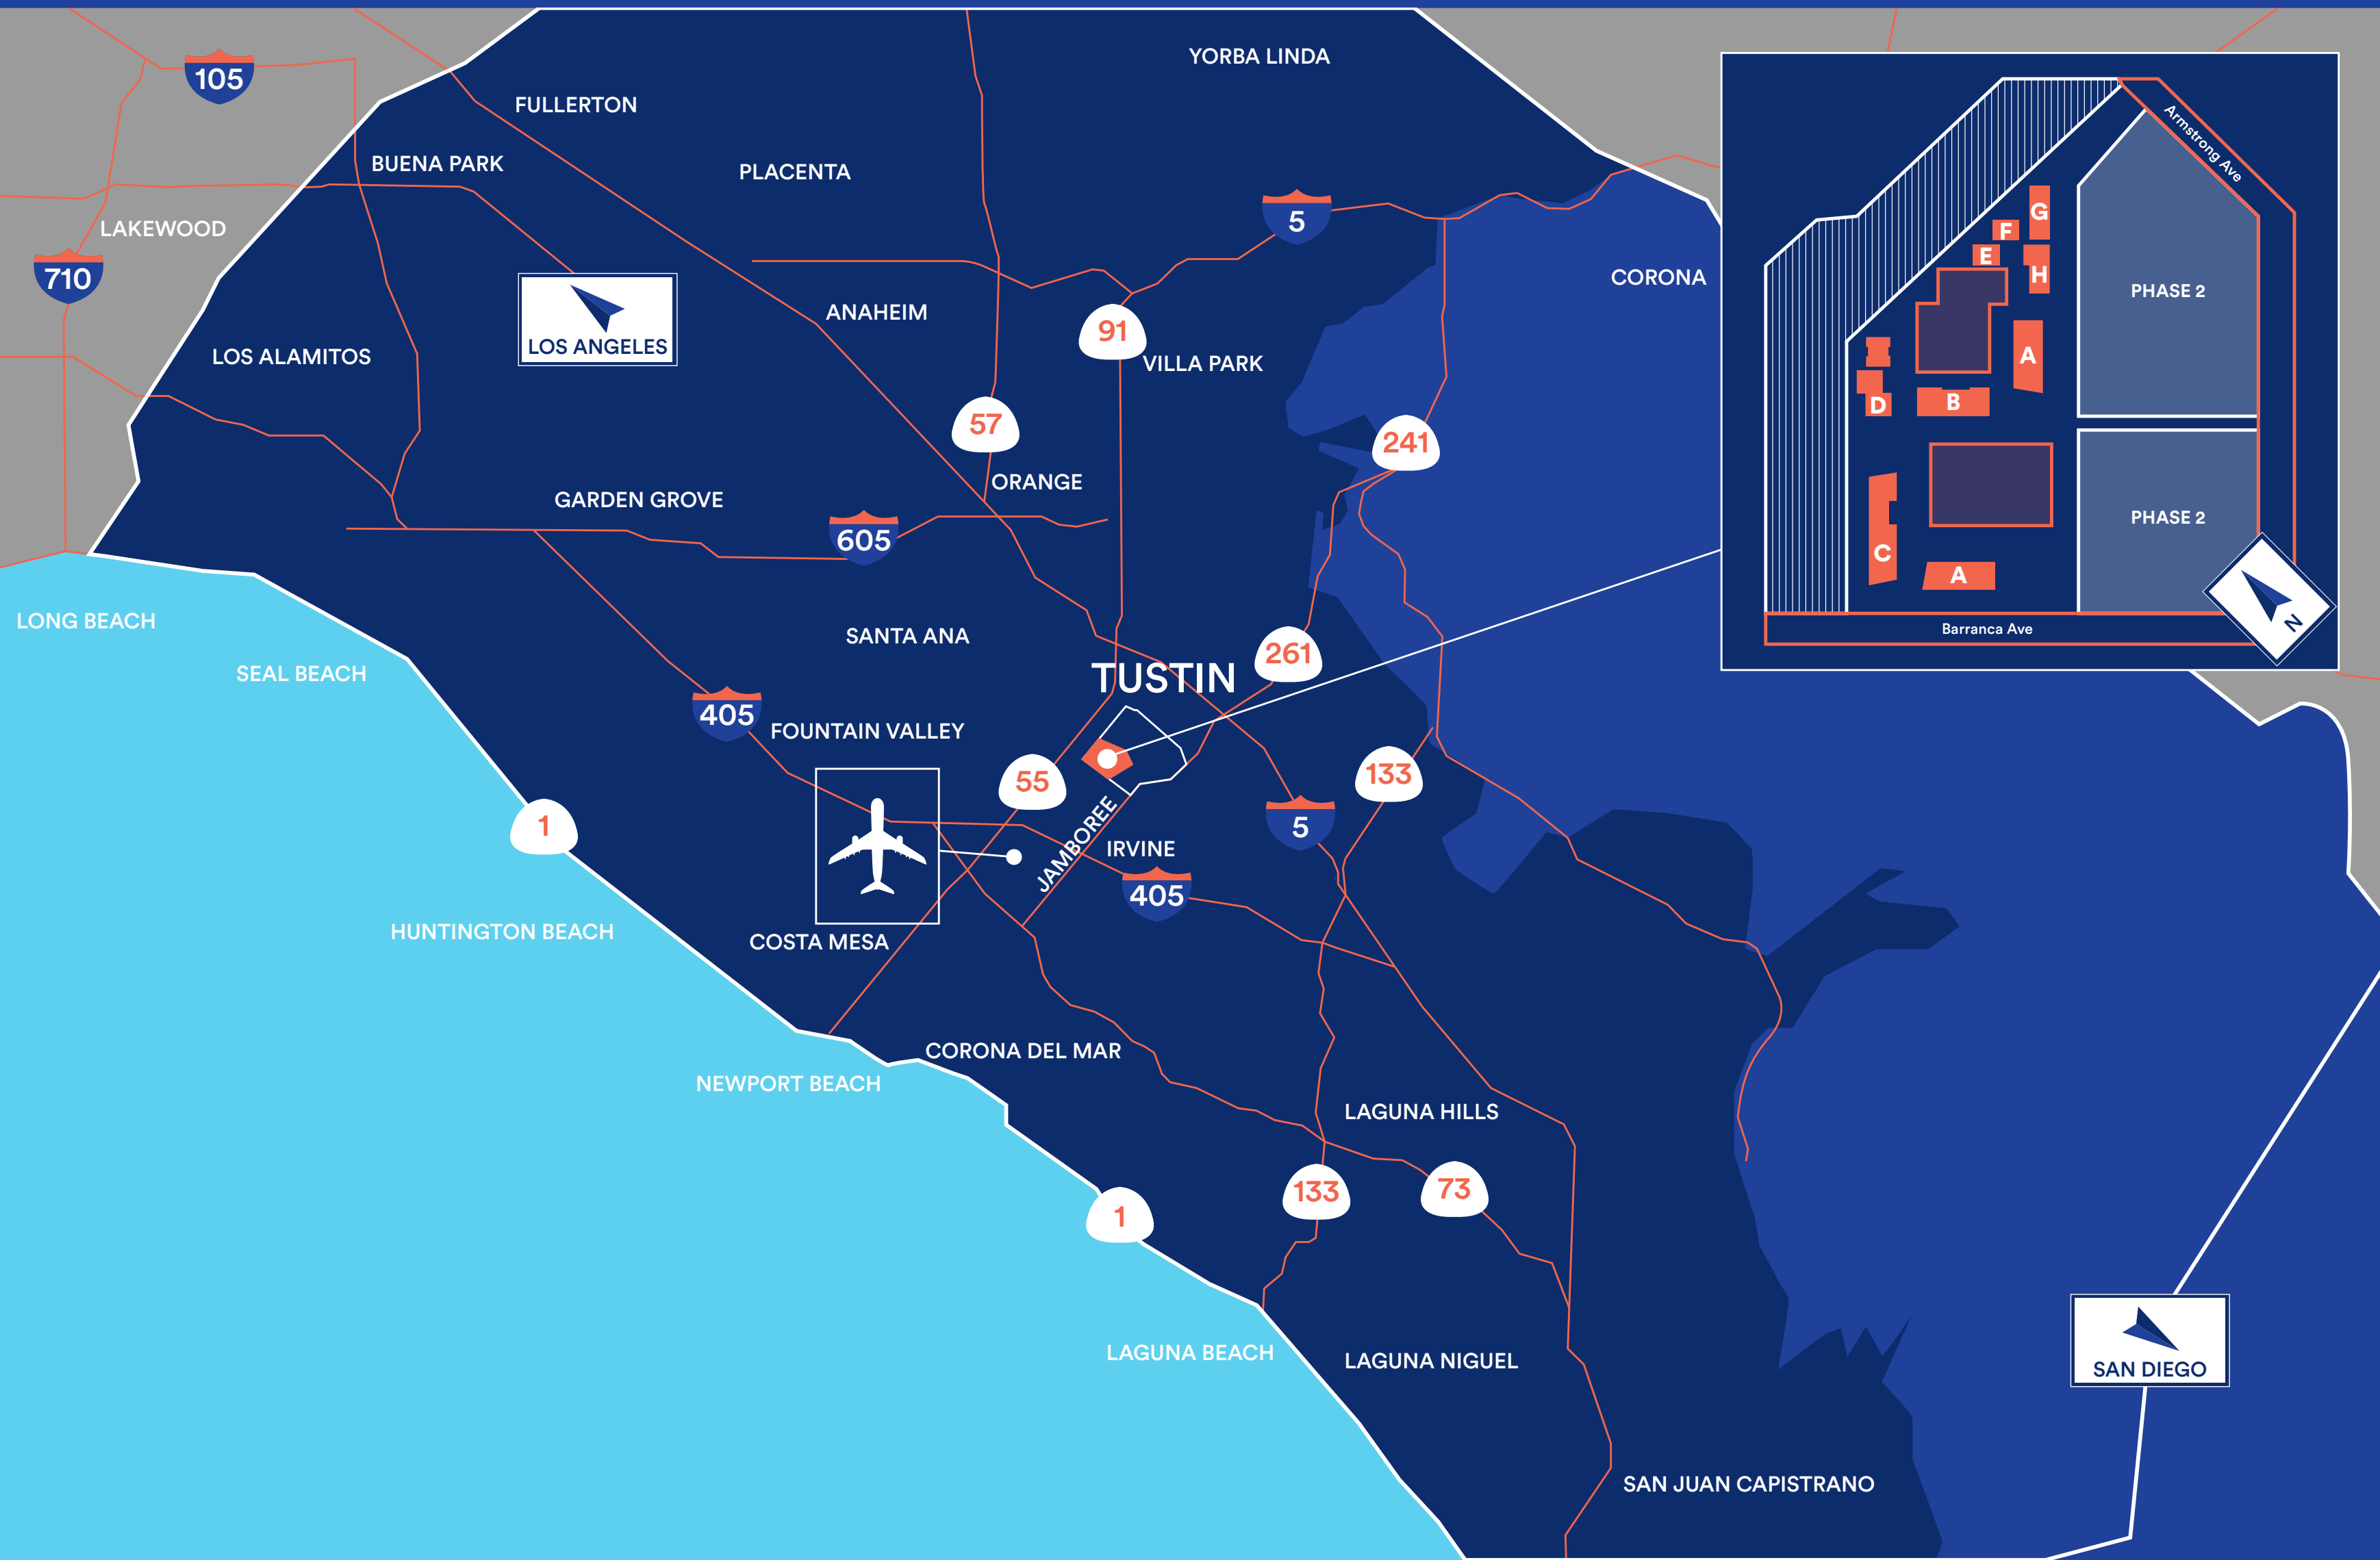 YORBA LINDA
105
FULLERTON
BUENA PARK
PLACENTA
LAKEWOOD
5
710
CORONA
ANAHEIM
91
LOS ANGELES
LOS ALAMITOS
VILLA PARK
57
241
ORANGE
GARDEN GROVE
605
LONG BEACH
SANTA ANA
261
SEAL BEACH
TUSTIN
405
FOUNTAIN VALLEY
55
133
1
5
JAMBOREE
IRVINE
405
HUNTINGTON BEACH
COSTA MESA
CORONA DEL MAR
NEWPORT BEACH
LAGUNA HILLS
133
73
1
LAGUNA BEACH
LAGUNA NIGUEL
SAN DIEGO
SAN JUAN CAPISTRANO
Armstrong Ave
G
F
E
H
PHASE 2
A
D
B
PHASE 2
C
A
N
Barranca Ave